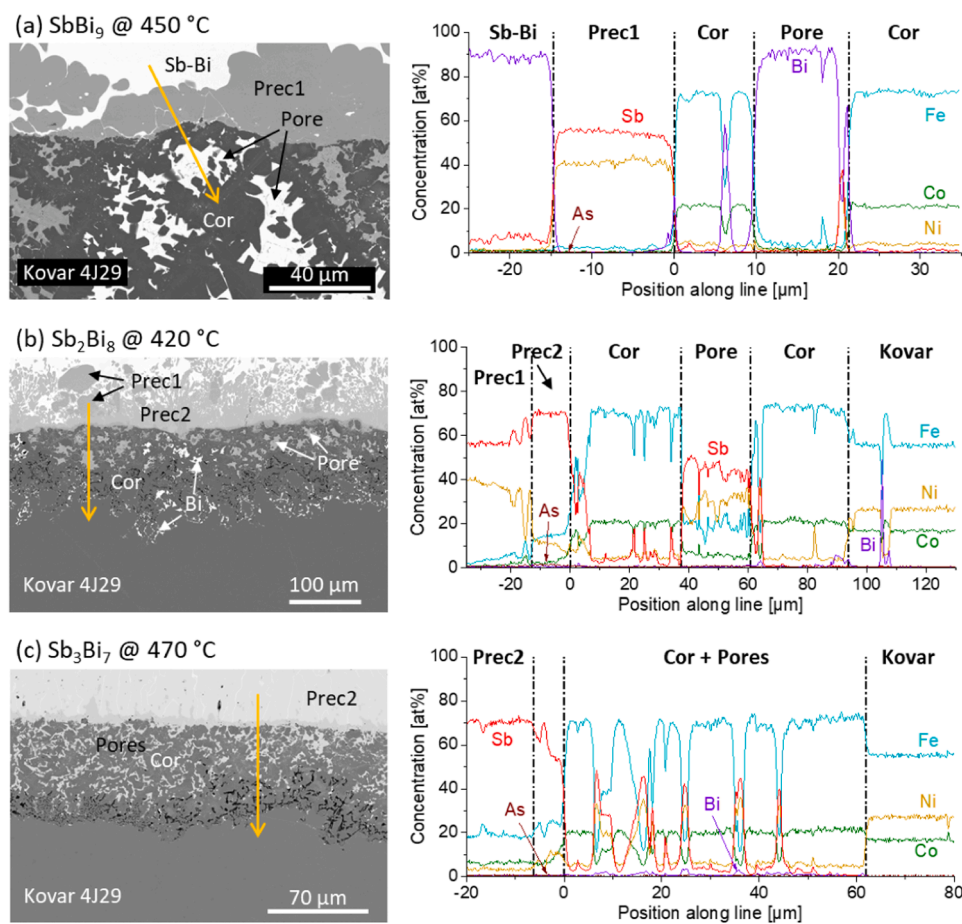 (a) SbBi₉ @ 450 °C
Sb-Bi
Prec1
Pore
Cor
Kovar 4J29
40 µm
Sb-Bi Prec1 Cor Pore Cor
Concentration [at%]
100
80
60
40
20
0
Bi
Sb
Fe
As
Co
Ni
-20 -10 0 10 20 30
Position along line [µm]
(b) Sb₂Bi₈ @ 420 °C
Prec1
Prec2
Pore
Cor
Bi
Kovar 4J29
100 µm
Prec2 Cor Pore Cor Kovar
Prec1
Concentration [at%]
100
80
60
40
20
0
Fe
Sb
Ni
As
Bi
Co
-20 0 20 40 60 80 100 120
Position along line [µm]
(c) Sb₃Bi₇ @ 470 °C
Prec2
Pores
Cor
Kovar 4J29
70 µm
Prec2 Cor + Pores Kovar
Concentration [at%]
100
80
60
40
20
0
Sb
Fe
As
Bi
Ni
Co
-20 0 20 40 60 80
Position along line [µm]